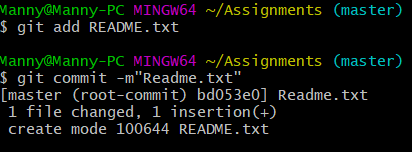 Manny@Manny-PC MINGW64 ~/Assignments (master)
$ git add README.txt
Manny@Manny-PC MINGW64 ~/Assignments (master)
$ git commit -m"Readme.txt"
[master (root-commit) bd053e0] Readme.txt
1 file changed, 1 insertion(+)
create mode 100644 README.txt